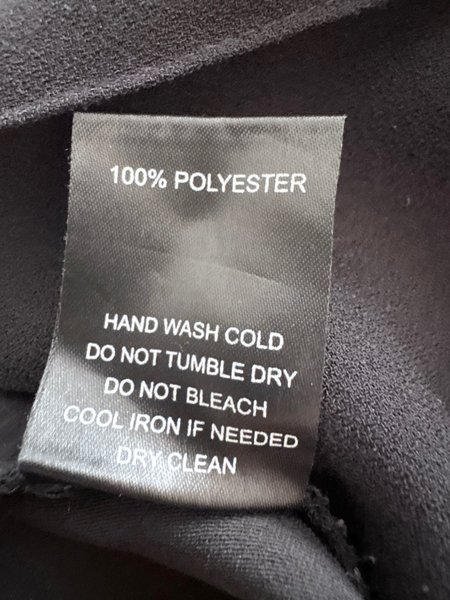 100% POLYESTER
HAND WASH COLD
DO NOT TUMBLE DRY
DO NOT BLEACH
COOL IRON IF NEEDED
DRY CLEAN